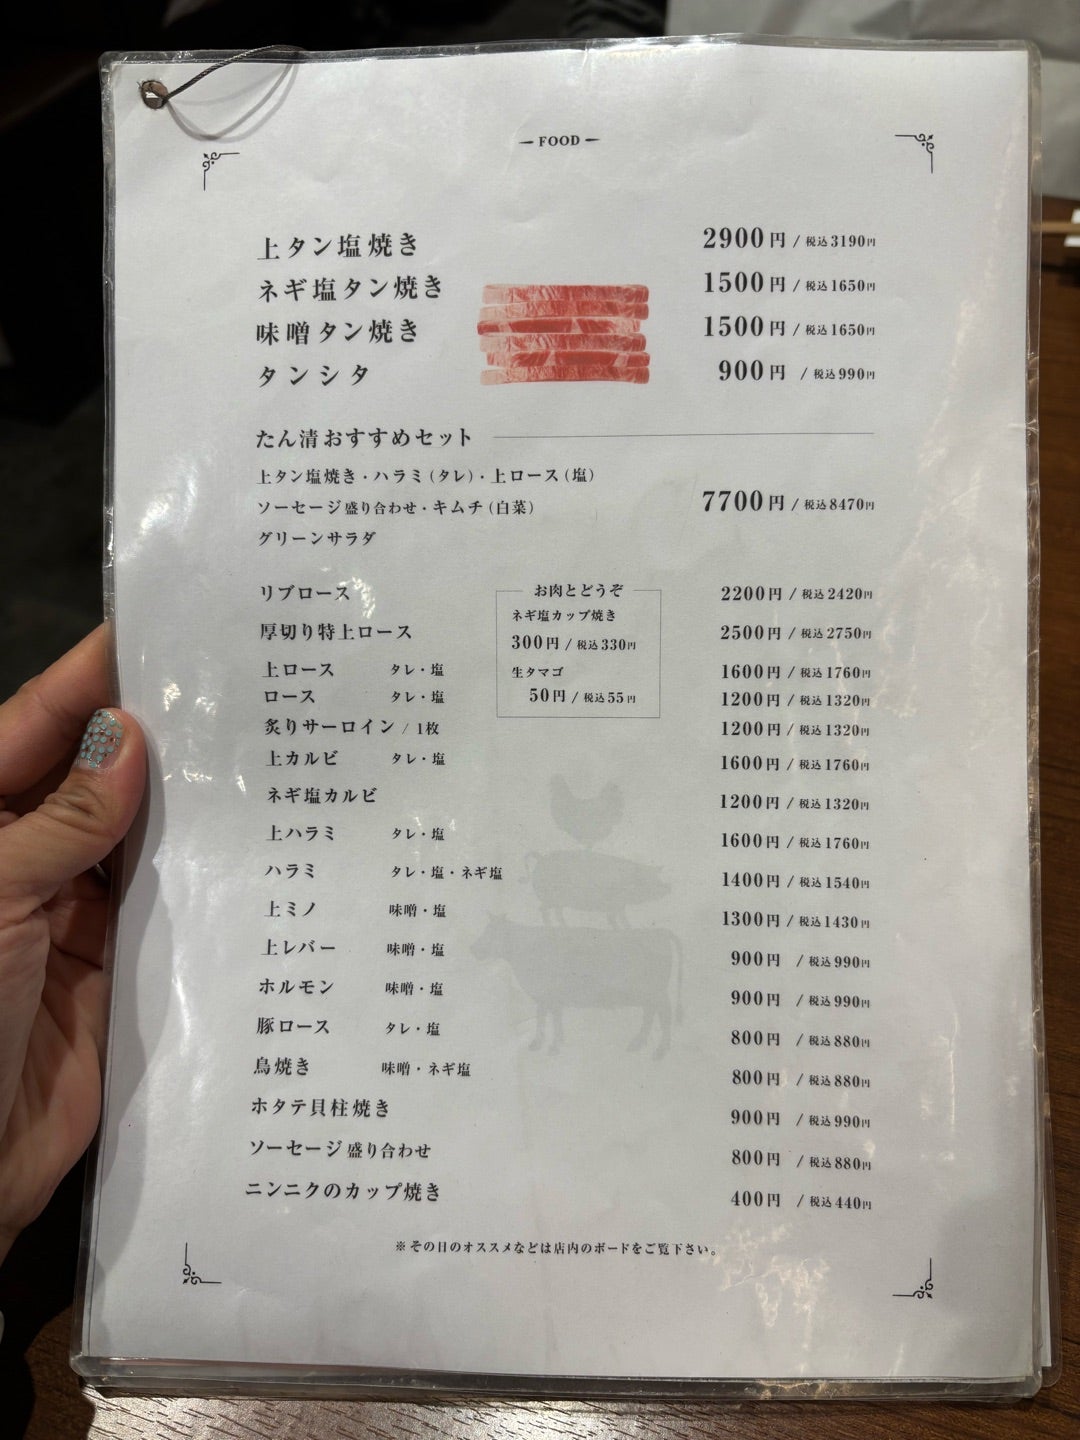 FOOD
上タン塩焼き 2900円 / 税込3190円
ネギ塩タン焼き 1500円 / 税込1650円
味噌タン焼き 1500円 / 税込1650円
タンシタ 900円 / 税込990円
たん清おすすめセット
上タン塩焼き・ハラミ(タレ)・上ロース(塩)
ソーセージ盛り合わせ・キムチ(白菜) 7700円 / 税込8470円
グリーンサラダ
お肉とどうぞ
ネギ塩カップ焼き
300円 / 税込330円
生タマゴ
50円 / 税込55円
リブロース 2200円 / 税込2420円
厚切り特上ロース 2500円 / 税込2750円
上ロース タレ・塩 1600円 / 税込1760円
ロース タレ・塩 1200円 / 税込1320円
炙りサーロイン / 1枚 1200円 / 税込1320円
上カルビ タレ・塩 1600円 / 税込1760円
ネギ塩カルビ 1200円 / 税込1320円
上ハラミ タレ・塩 1600円 / 税込1760円
ハラミ タレ・塩・ネギ塩 1400円 / 税込1540円
上ミノ 味噌・塩 1300円 / 税込1430円
上レバー 味噌・塩 900円 / 税込990円
ホルモン 味噌・塩 900円 / 税込990円
豚ロース タレ・塩 800円 / 税込880円
鳥焼き 味噌・ネギ塩 800円 / 税込880円
ホタテ貝柱焼き 900円 / 税込990円
ソーセージ盛り合わせ 800円 / 税込880円
ニンニクのカップ焼き 400円 / 税込440円
※その日のオススメなどは店内のボードをご覧下さい。